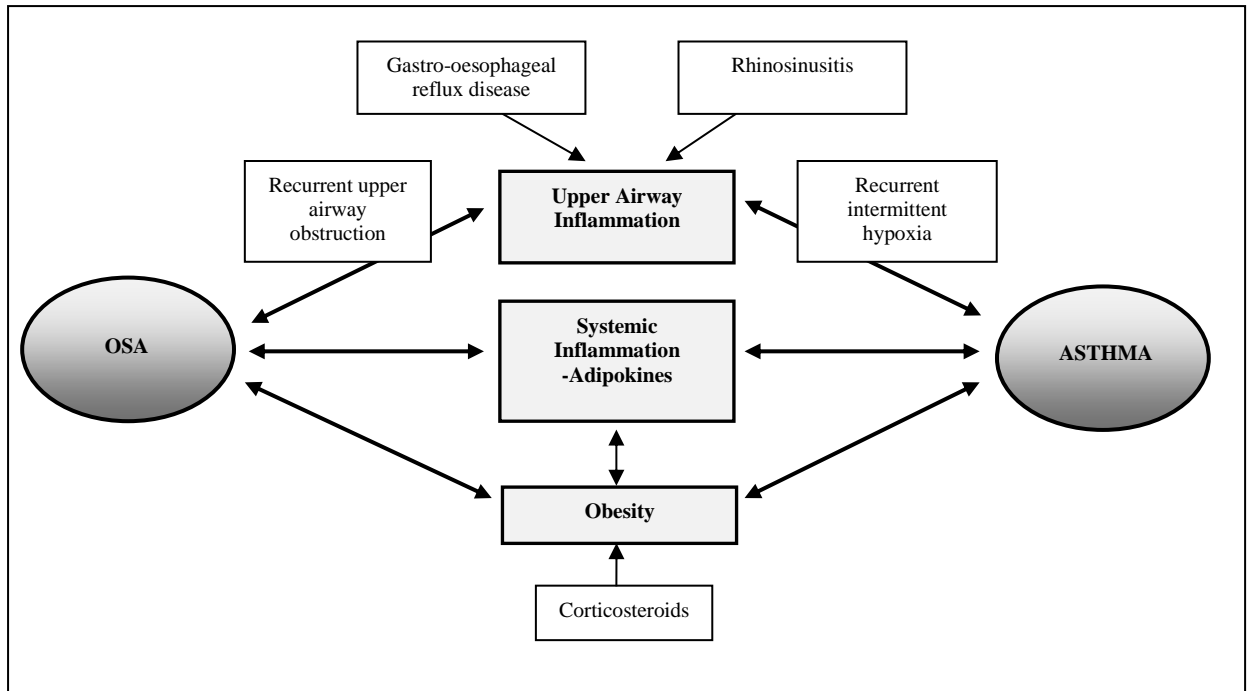 Gastro-oesophageal
reflux disease
Rhinosinusitis
Recurrent upper
airway
obstruction
Upper Airway
Inflammation
Recurrent
intermittent
hypoxia
OSA
Systemic
Inflammation
-Adipokines
ASTHMA
Obesity
Corticosteroids